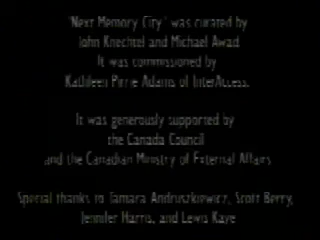 "Next Memory City" was curated by
John Knechtel and Michael Awad
It was commissioned by
Kathleen Pirrie Adams of InterAccess.
It was generously supported by
the Canada Council
and the Canadian Ministry of External Affairs
Special thanks to Tamara Andruszkiewicz, Scott Berry,
Jennifer Harris, and Lewis Kaye